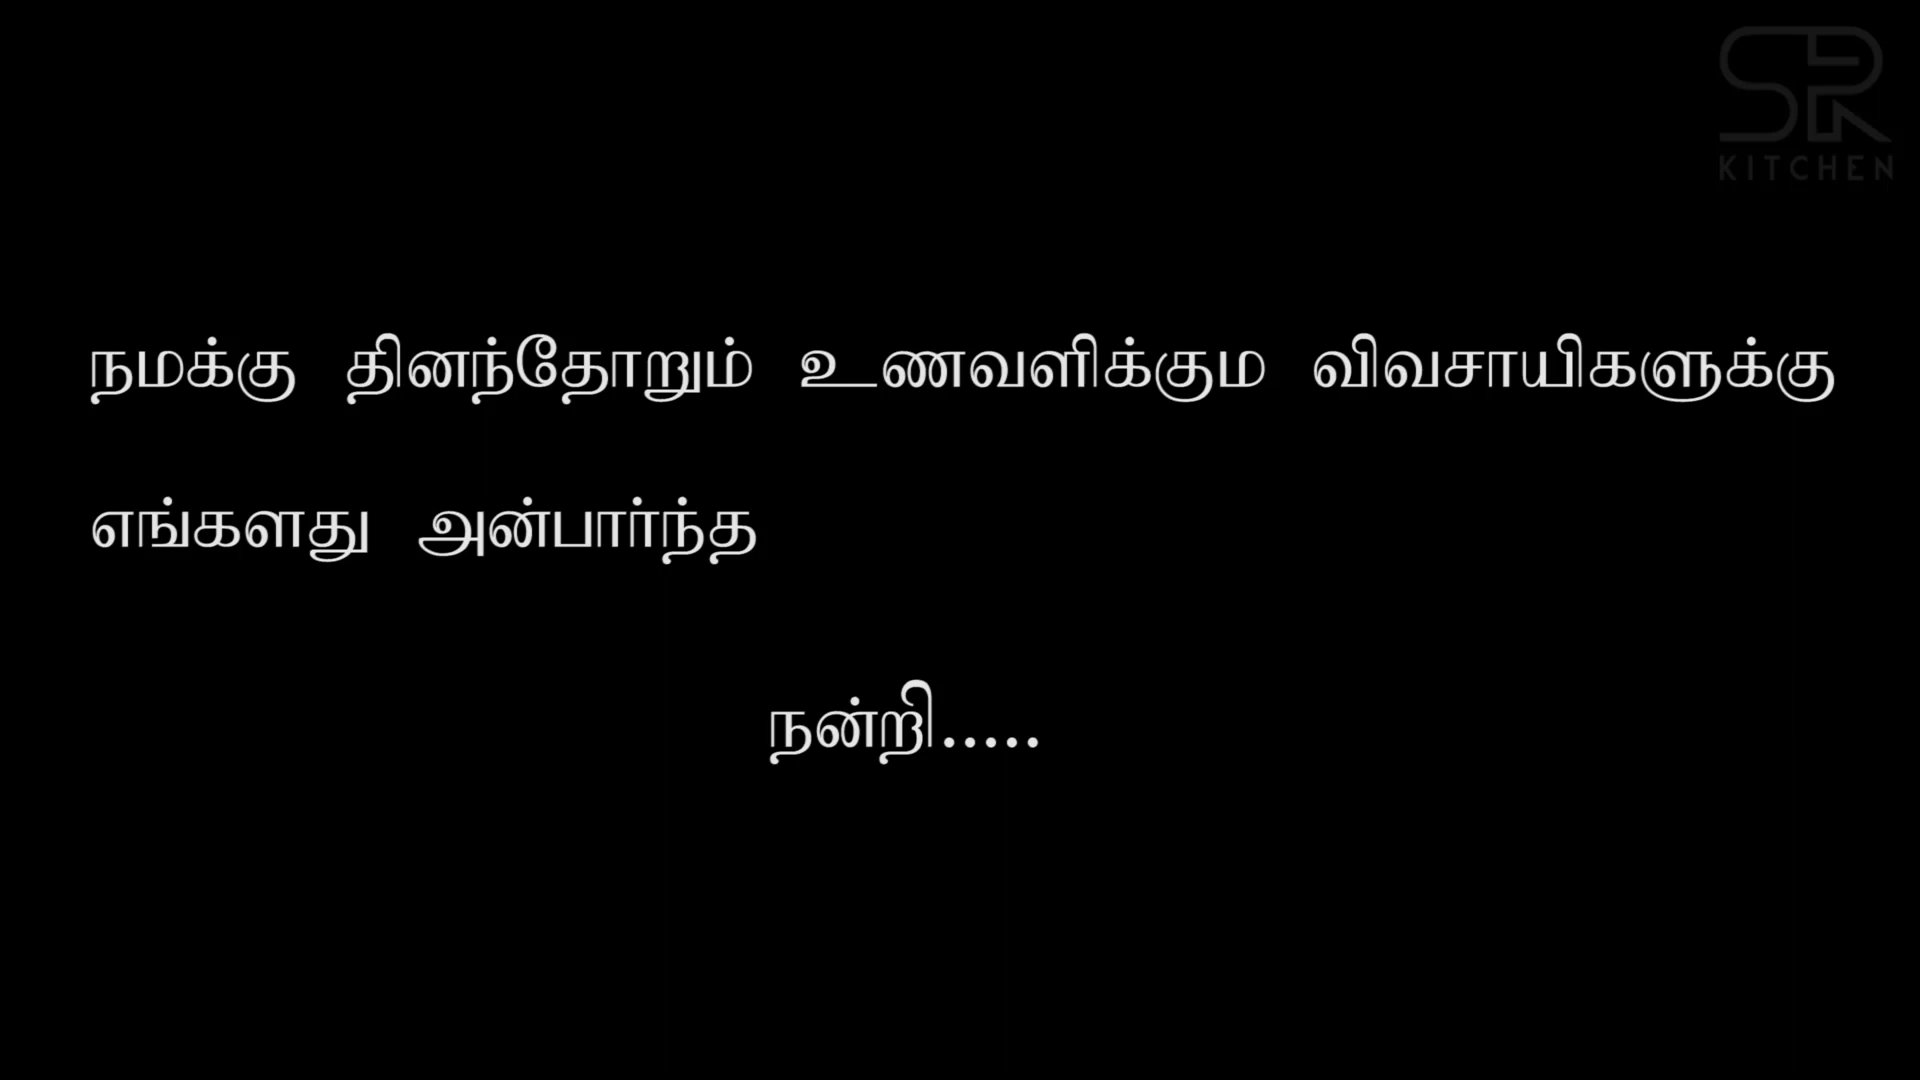 SR
KITCHEN
நமக்கு தினந்தோறும் உணவளிக்கும விவசாயிகளுக்கு
எங்களது அன்பார்ந்த
நன்றி.....